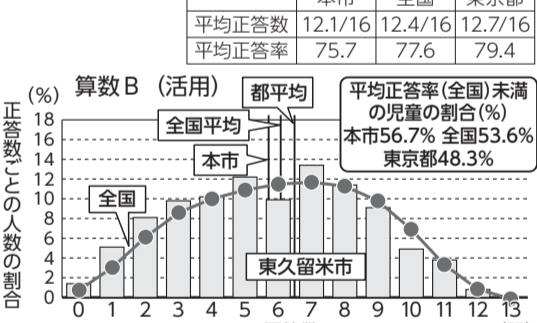 本市 全国 東京都
平均正答数 12.1/16 12.4/16 12.7/16
平均正答率 75.7 77.6 79.4
(%) 算数B (活用)
都平均
全国平均
本市
全国
平均正答率(全国)未満
の児童の割合(%)
本市56.7% 全国53.6%
東京都48.3%
正答数ごとの人数の割合
18
16
14
12
10
8
6
4
2
0
東久留米市
0 1 2 3 4 5 6 7 8 9 10 11 12 13